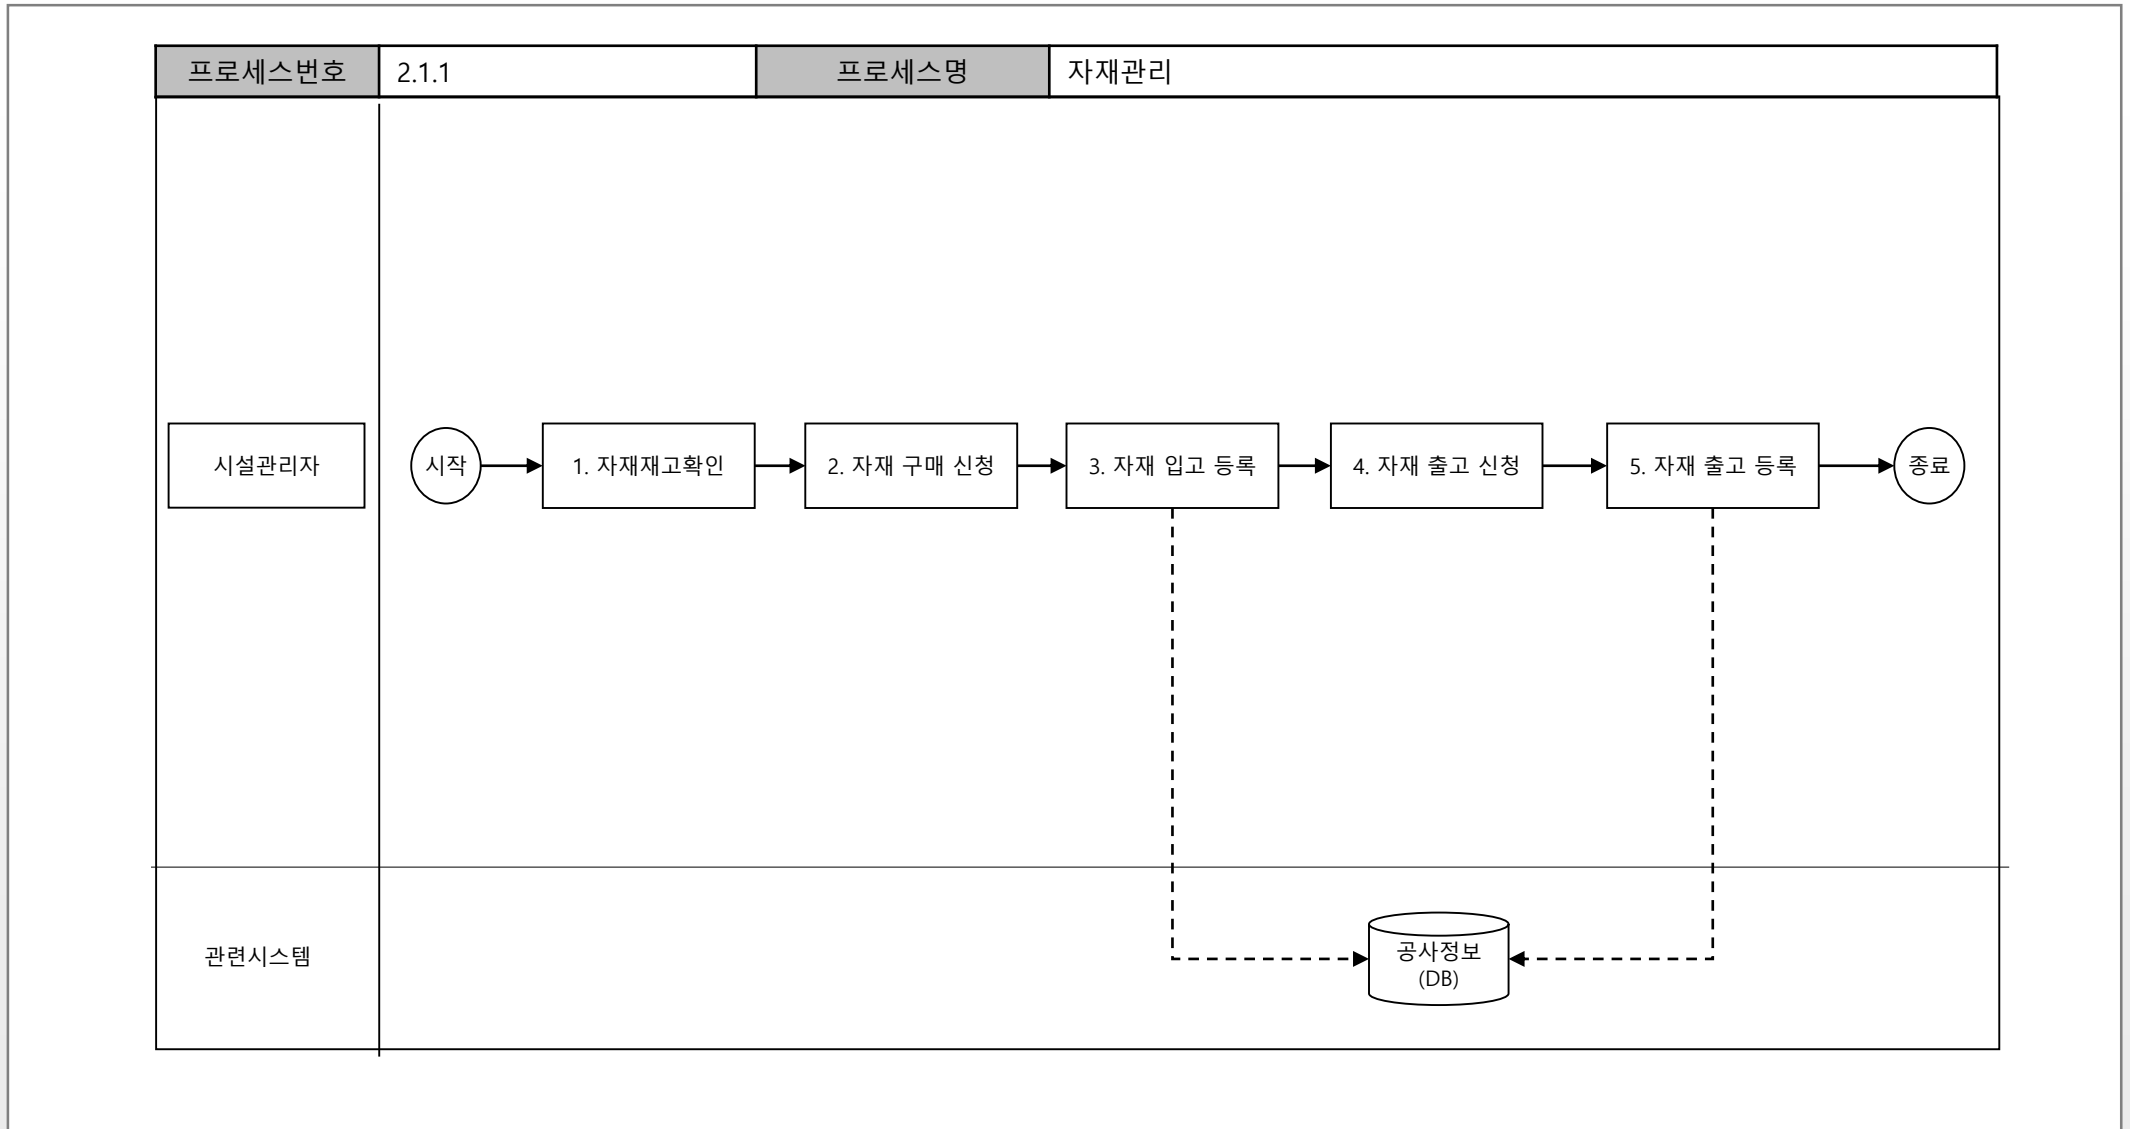 프로세스번호
2.1.1
프로세스명
자재관리
시설관리자
시작
1. 자재재고확인
2. 자재 구매 신청
3. 자재 입고 등록
4. 자재 출고 신청
5. 자재 출고 등록
종료
관련시스템
공사정보
(DB)